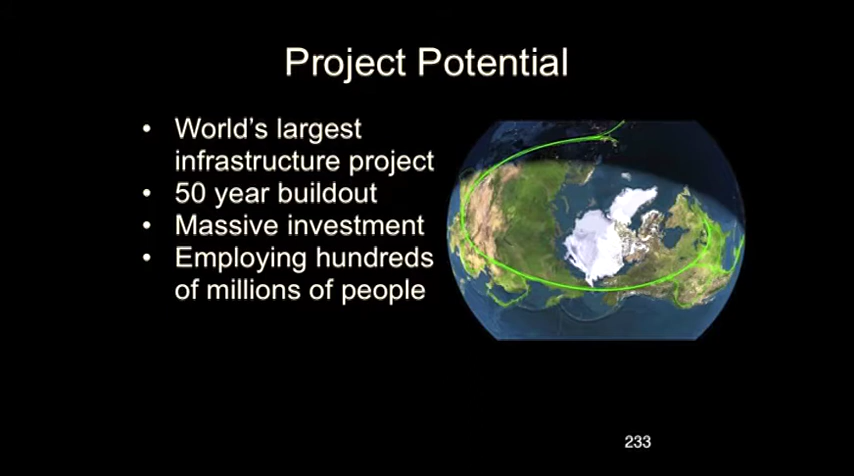 Project Potential
• World's largest
infrastructure project
• 50 year buildout
• Massive investment
• Employing hundreds
of millions of people
233